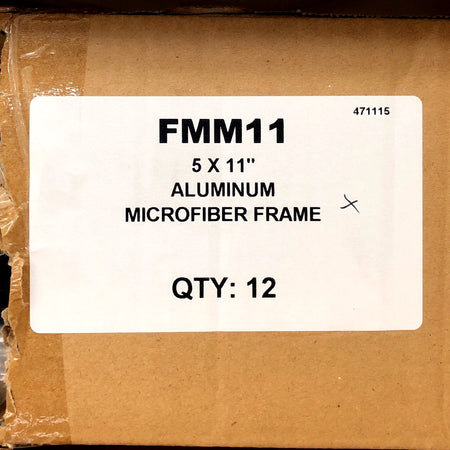 471115
FMM11
5 X 11"
ALUMINUM
MICROFIBER FRAME
QTY: 12